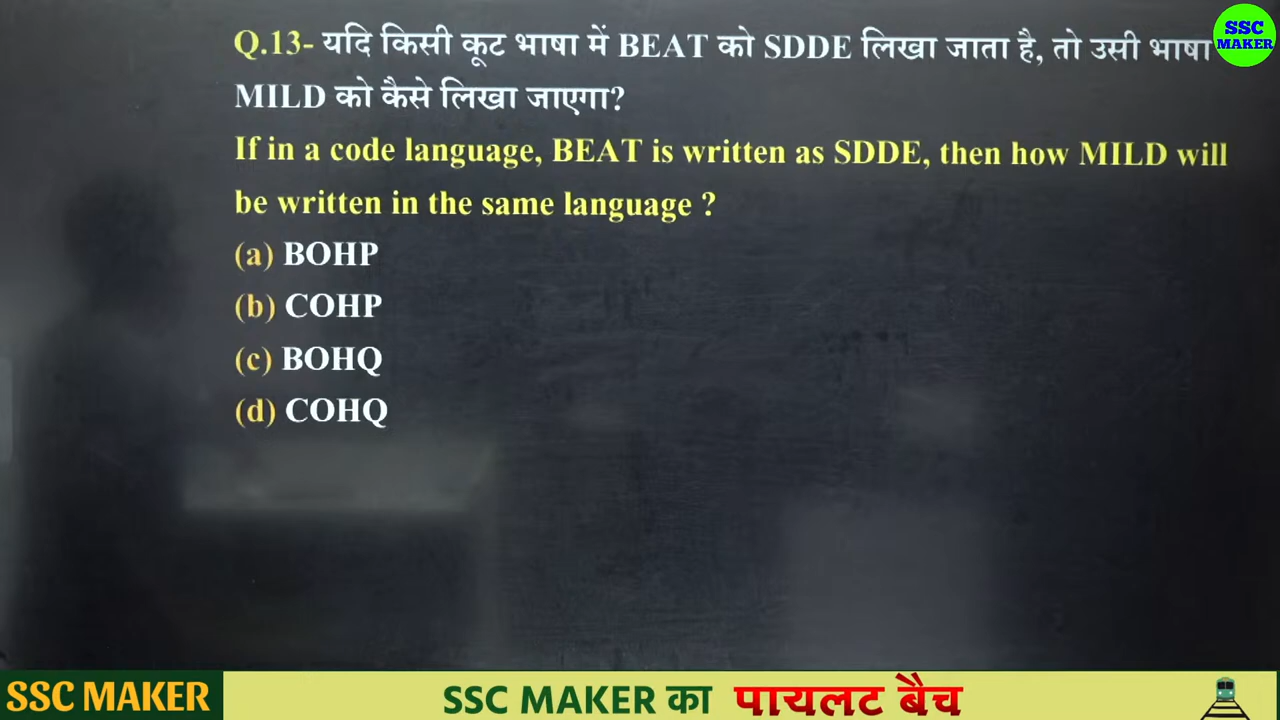 Q.13- यदि किसी कूट भाषा में BEAT को SDDE लिखा जाता है, तो उसी भाषा
MILD को कैसे लिखा जाएगा?
If in a code language, BEAT is written as SDDE, then how MILD will
be written in the same language ?
(a) BOHP
(b) COHP
(c) BOHQ
(d) COHQ
SSC
MAKER
SSC MAKER
SSC MAKER का पायलट बैच